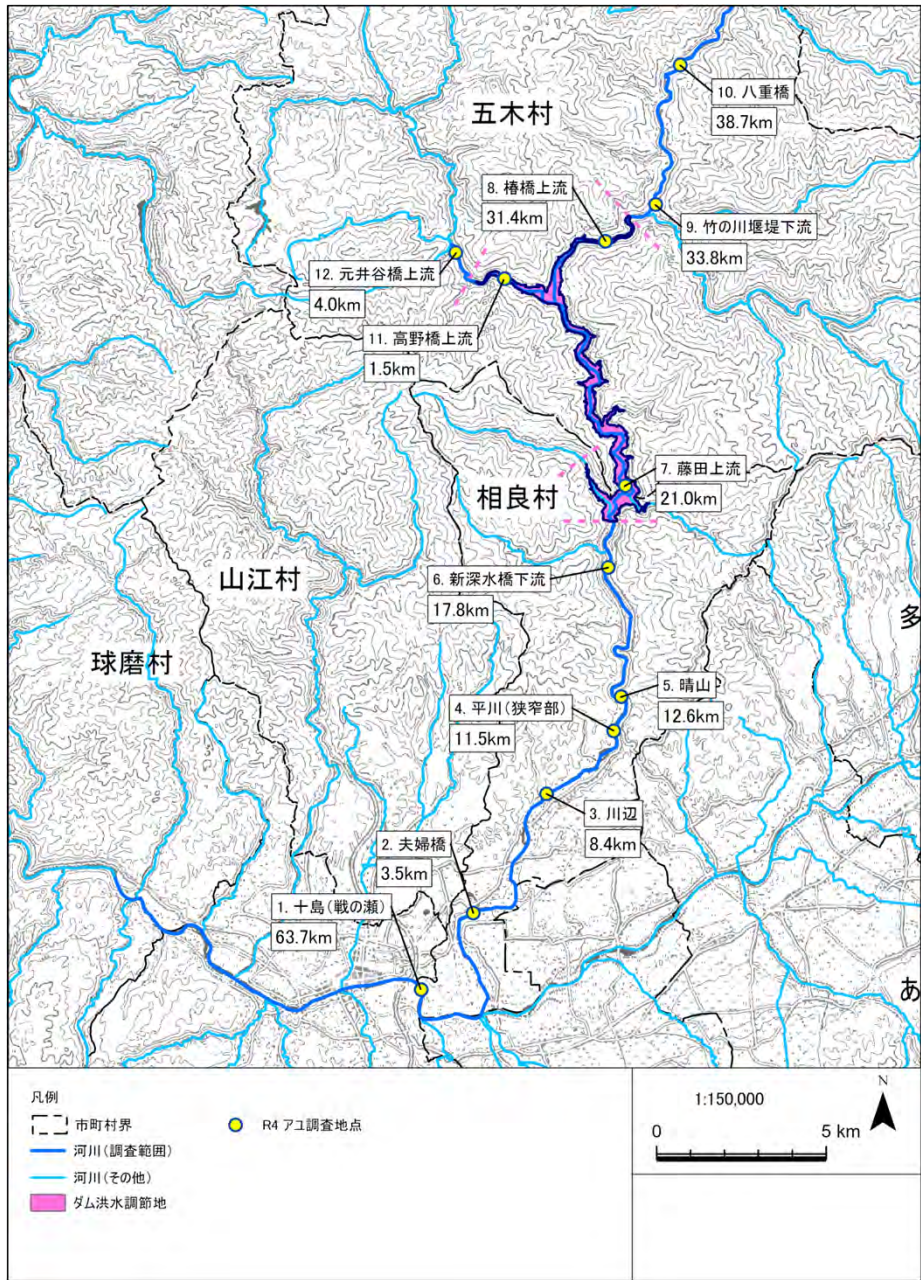 五木村
10. 八重橋
38.7km
8. 椿橋上流
31.4km
9. 竹の川堰堤下流
33.8km
12. 元井谷橋上流
4.0km
11. 高野橋上流
1.5km
相良村
7. 藤田上流
21.0km
山江村
6. 新深水橋下流
17.8km
多
球磨村
5. 晴山
12.6km
4. 平川(狭窄部)
11.5km
3. 川辺
8.4km
2. 夫婦橋
3.5km
1. 十島(戦の瀬)
63.7km
あ
凡例
市町村界
R4 アユ調査地点
河川(調査範囲)
河川(その他)
ダム洪水調節地
1:150,000
N
0 5 km